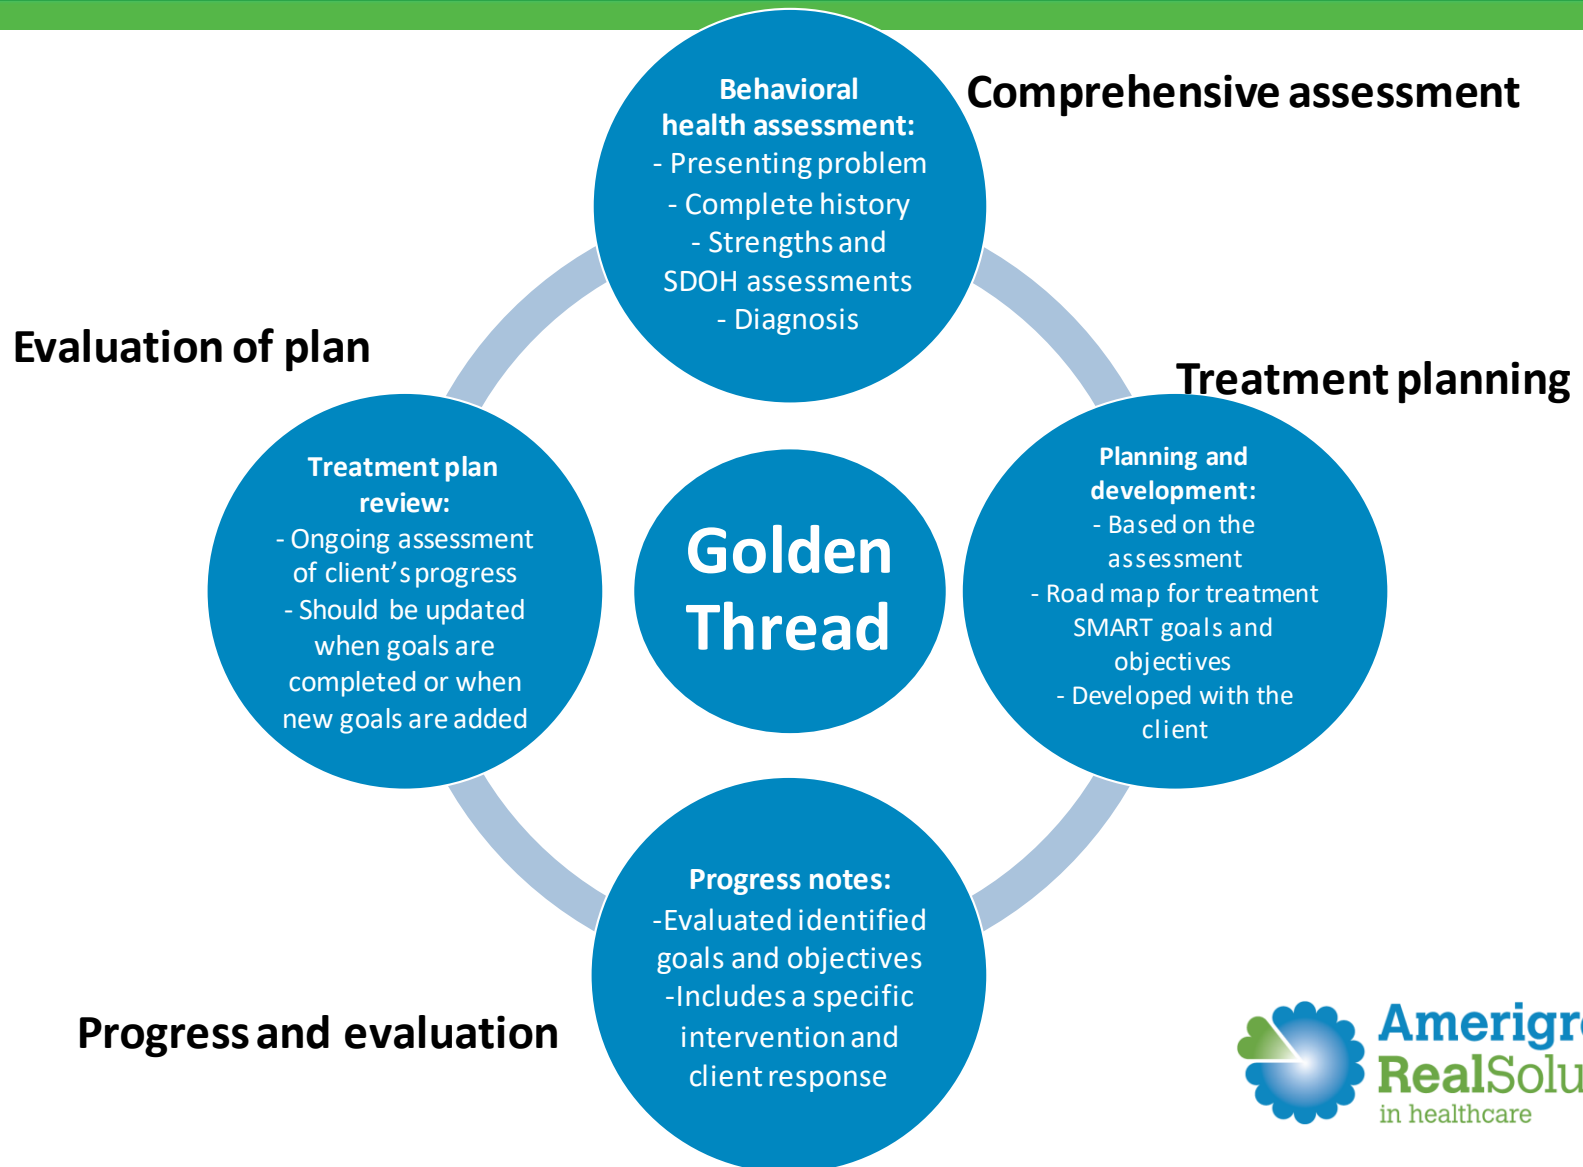 Comprehensive assessment
Behavioral
health assessment:
- Presenting problem
- Complete history
- Strengths and
SDOH assessments
- Diagnosis
Treatment planning
Planning and
development:
- Based on the
assessment
- Road map for treatment
SMART goals and
objectives
- Developed with the
client
Golden
Thread
Evaluation of plan
Treatment plan
review:
- Ongoing assessment
of client’s progress
- Should be updated
when goals are
completed or when
new goals are added
Progress and evaluation
Progress notes:
-Evaluated identified
goals and objectives
-Includes a specific
intervention and
client response
in healthcare